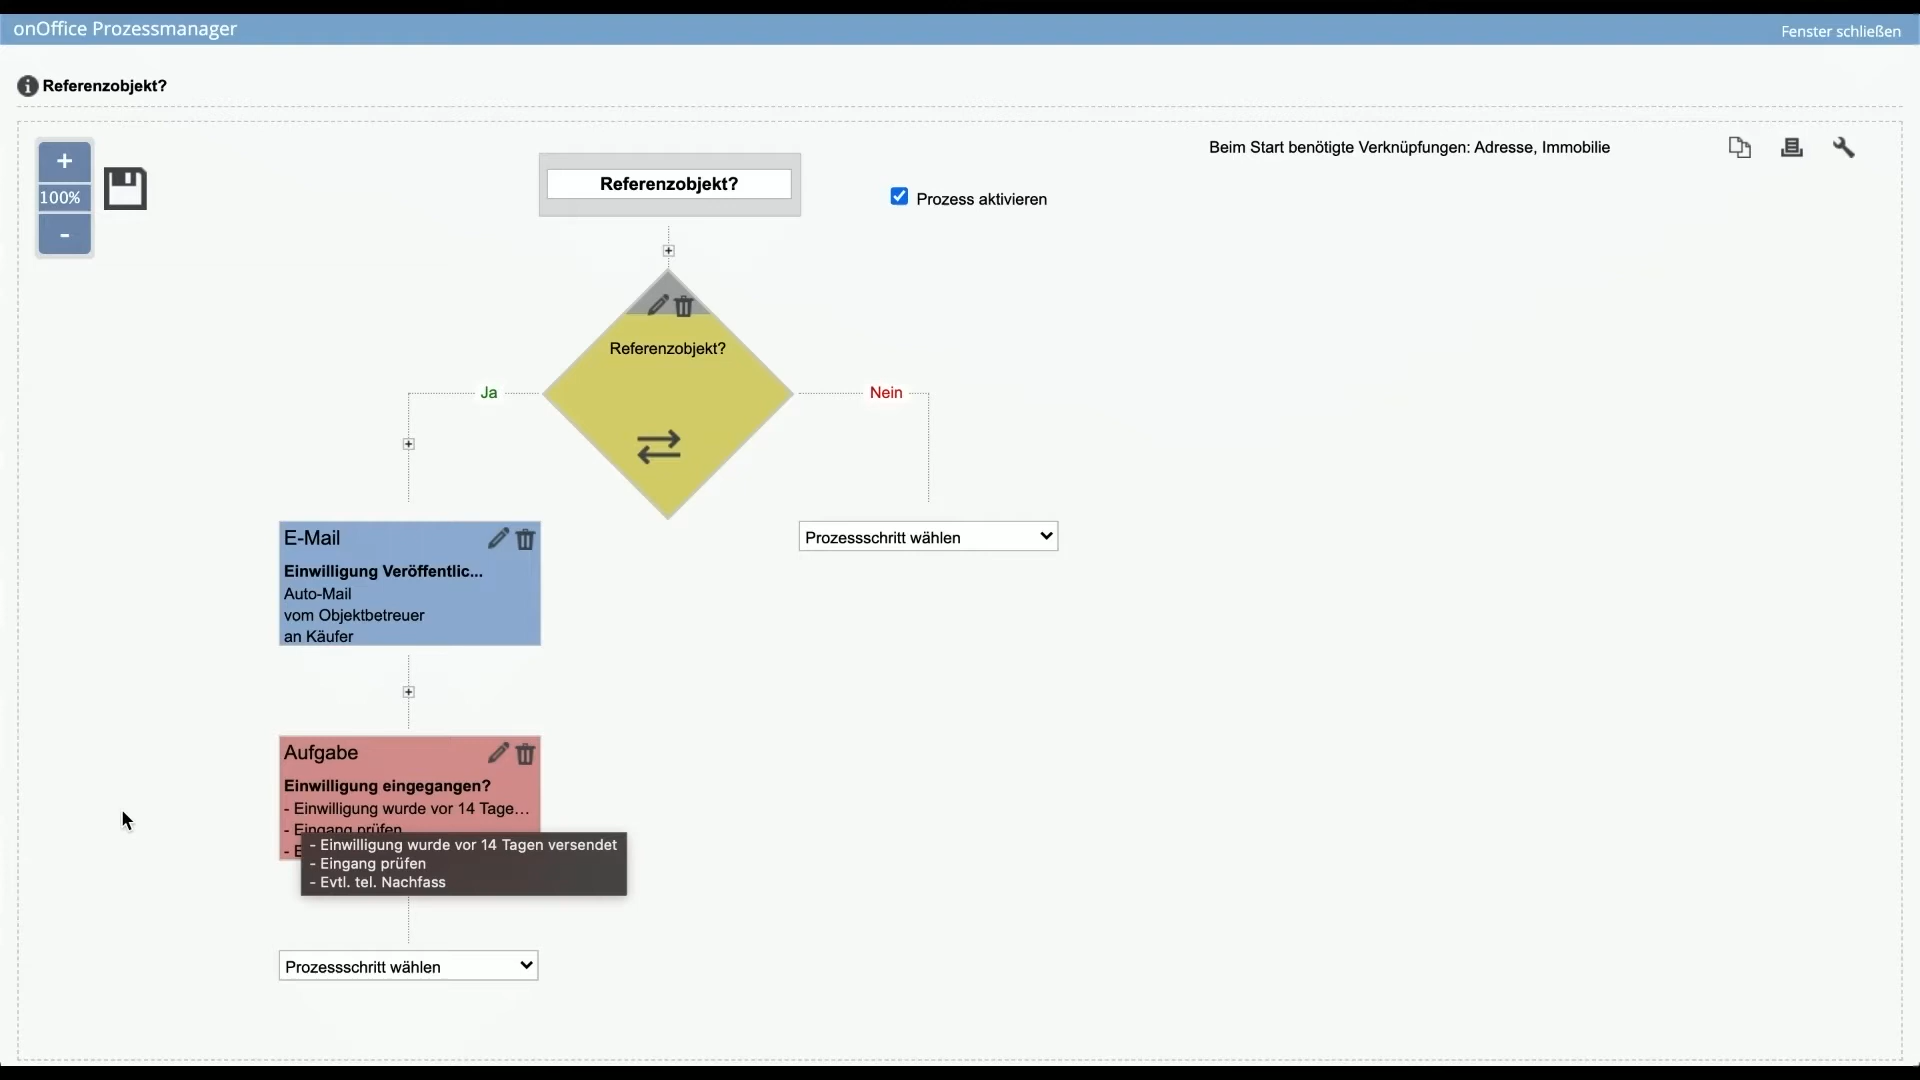 onOffice Prozessmanager
Fenster schließen
Referenzobjekt?
+
100%
-
Referenzobjekt?
Prozess aktivieren
Beim Start benötigte Verknüpfungen: Adresse, Immobilie
Referenzobjekt?
Ja
Nein
E-Mail
Einwilligung Veröffentlic...
Auto-Mail
vom Objektbetreuer
an Käufer
Prozessschritt wählen
Aufgabe
Einwilligung eingegangen?
- Einwilligung wurde vor 14 Tage...
- Eingang prüfen
- E
- Einwilligung wurde vor 14 Tagen versendet
- Eingang prüfen
- Evtl. tel. Nachfass
Prozessschritt wählen